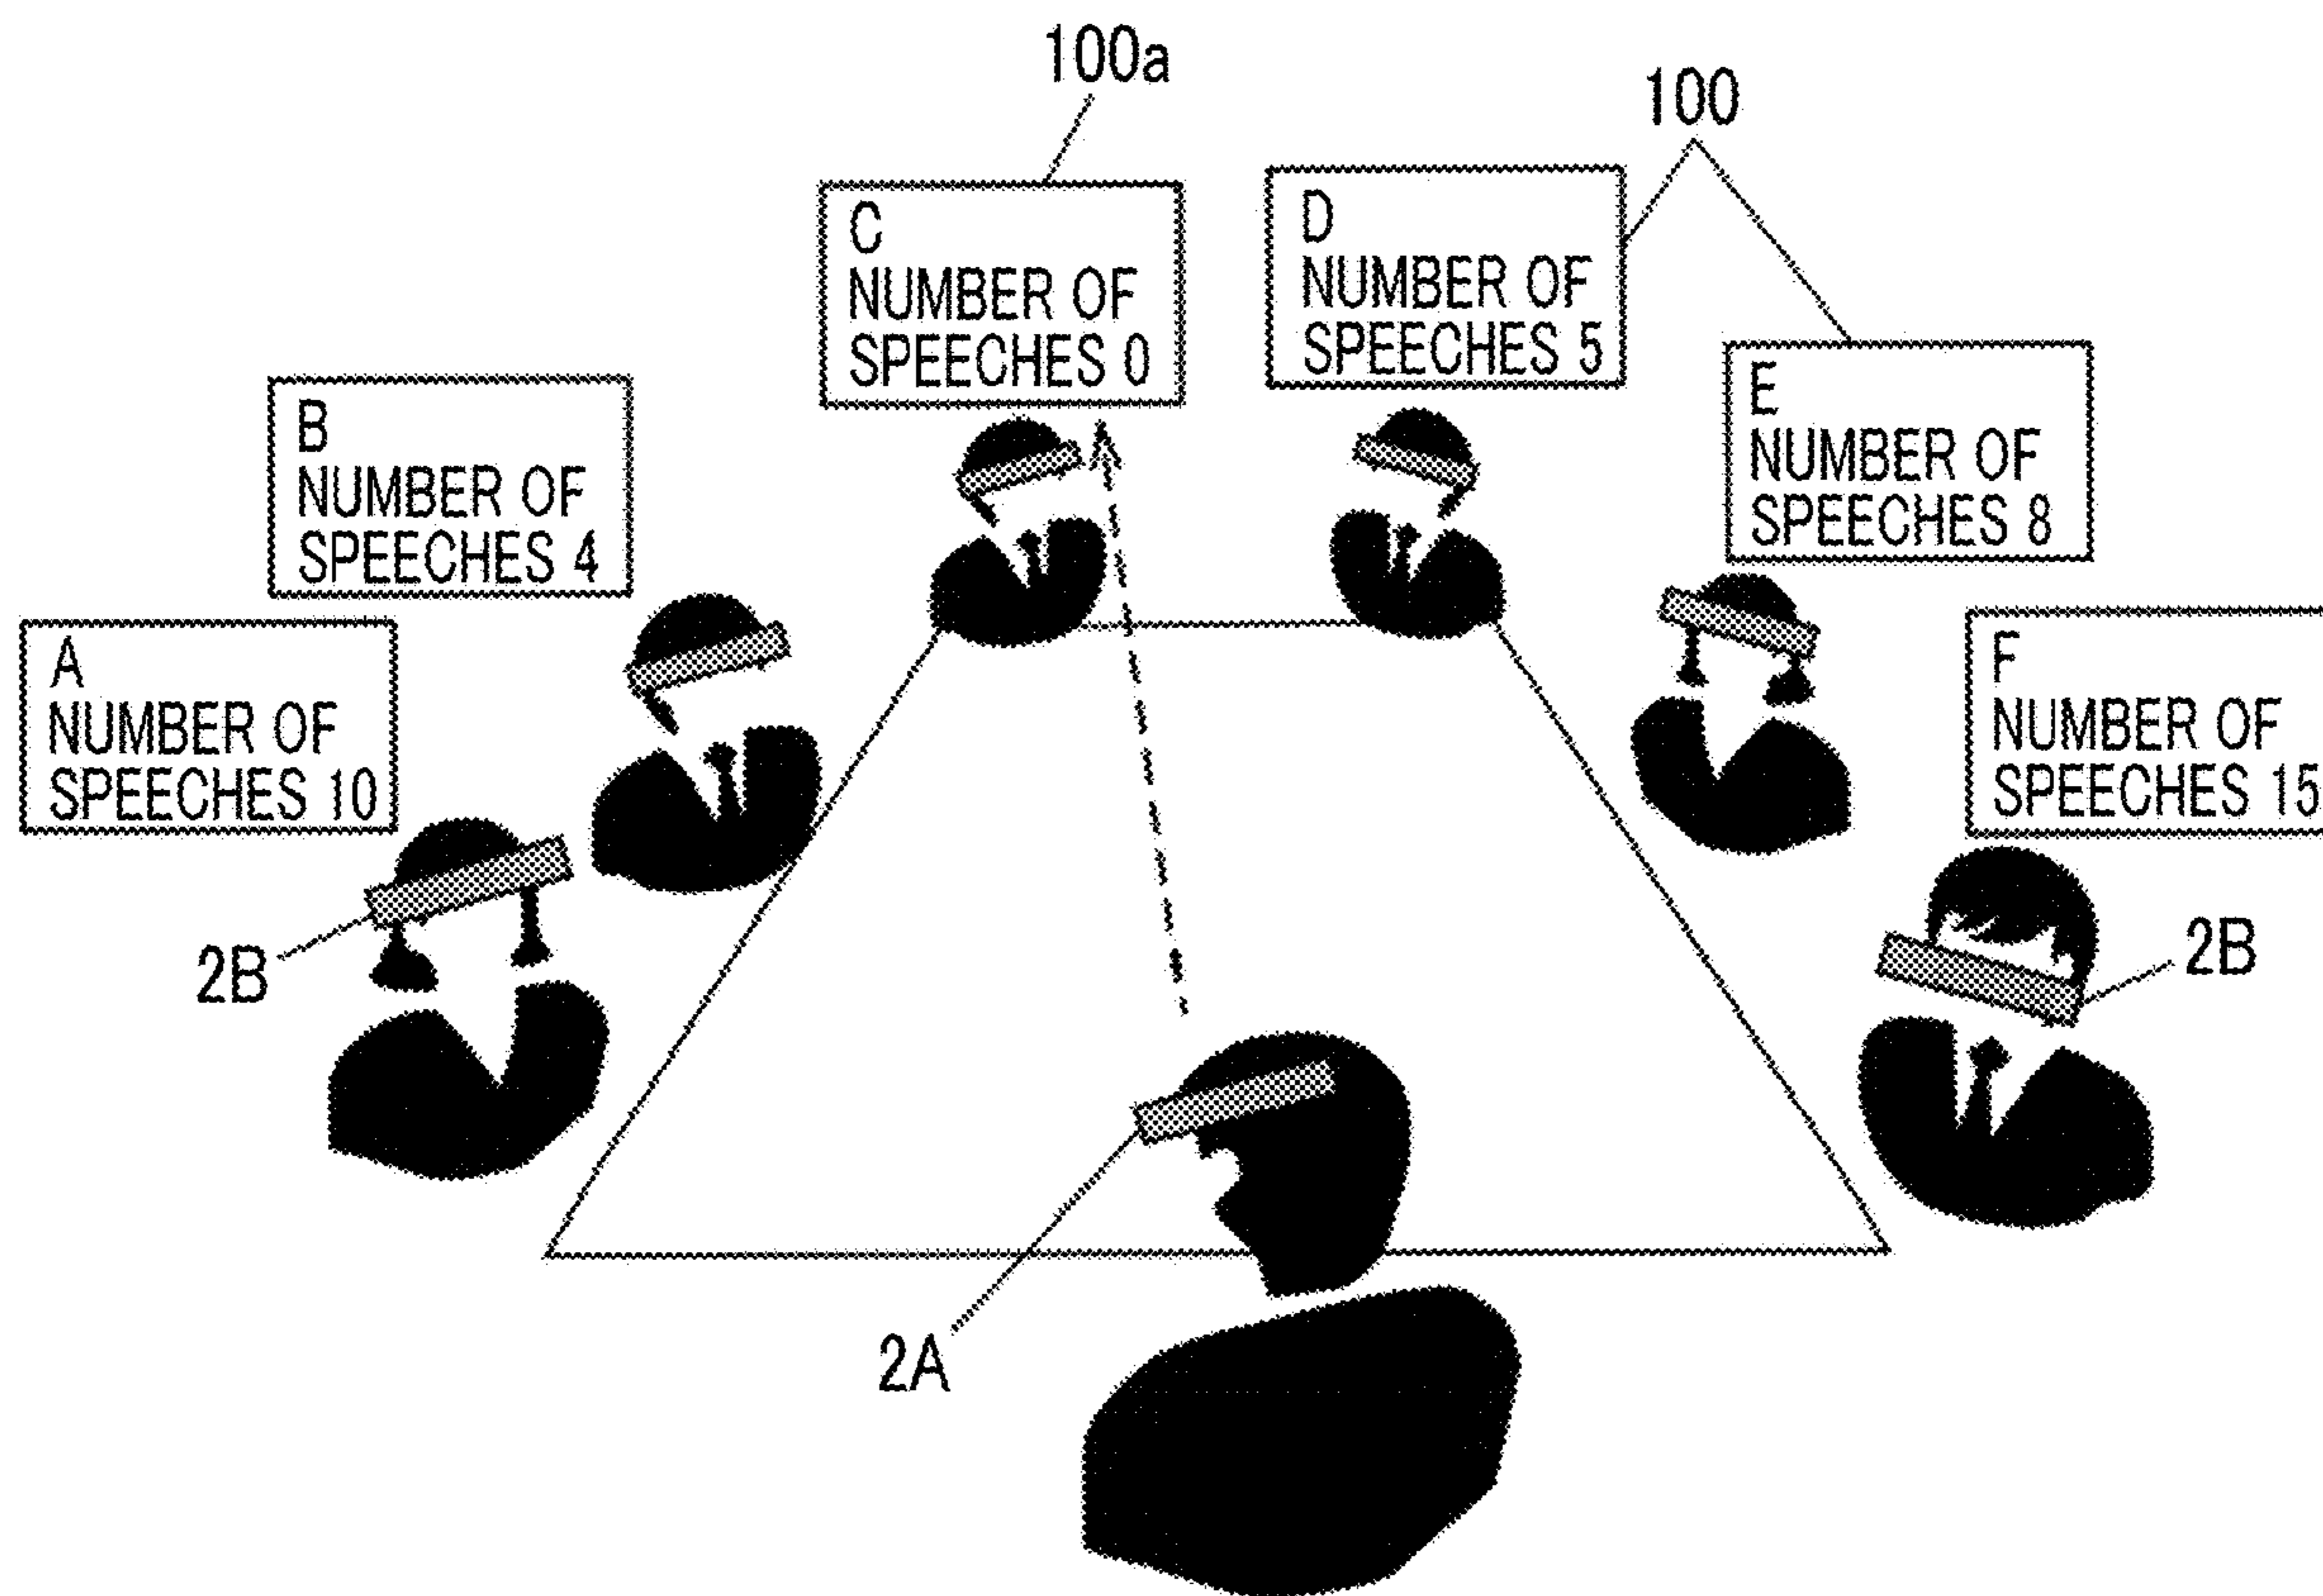 100a
100
C
NUMBER OF
SPEECHES 0
D
NUMBER OF
SPEECHES 5
B
NUMBER OF
SPEECHES 4
E
NUMBER OF
SPEECHES 8
A
NUMBER OF
SPEECHES 10
F
NUMBER OF
SPEECHES 15
2B
2B
2A